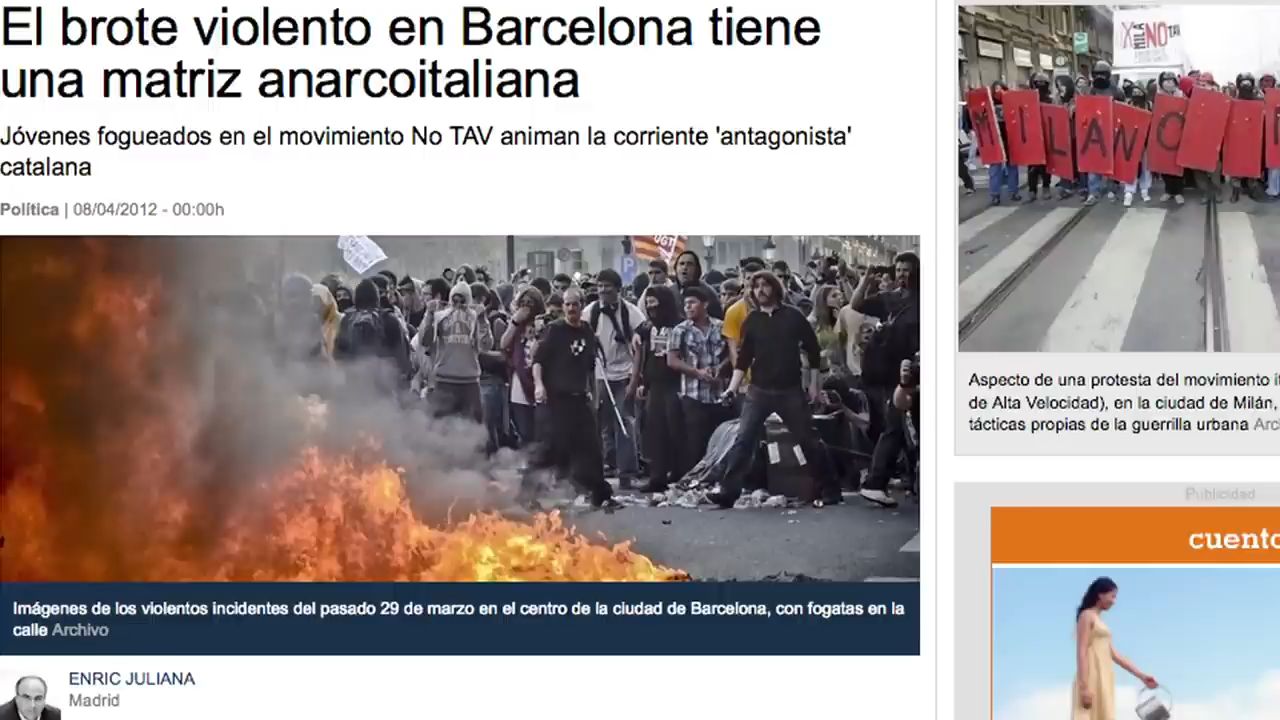 El brote violento en Barcelona tiene
una matriz anarcoitaliana
Jóvenes fogueados en el movimiento No TAV animan la corriente 'antagonista'
catalana
Política | 08/04/2012 - 00:00h
UGT
P
Imágenes de los violentos incidentes del pasado 29 de marzo en el centro de la ciudad de Barcelona, con fogatas en la
calle Archivo
ENRIC JULIANA
Madrid
NO TAV
MILANO
Aspecto de una protesta del movimiento
de Alta Velocidad), en la ciudad de Milán,
tácticas propias de la guerrilla urbana
Publicidad